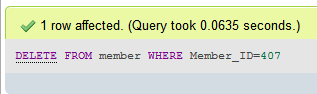 1 row affected. (Query took 0.0635 seconds.)
DELETE FROM member WHERE Member_ID=407